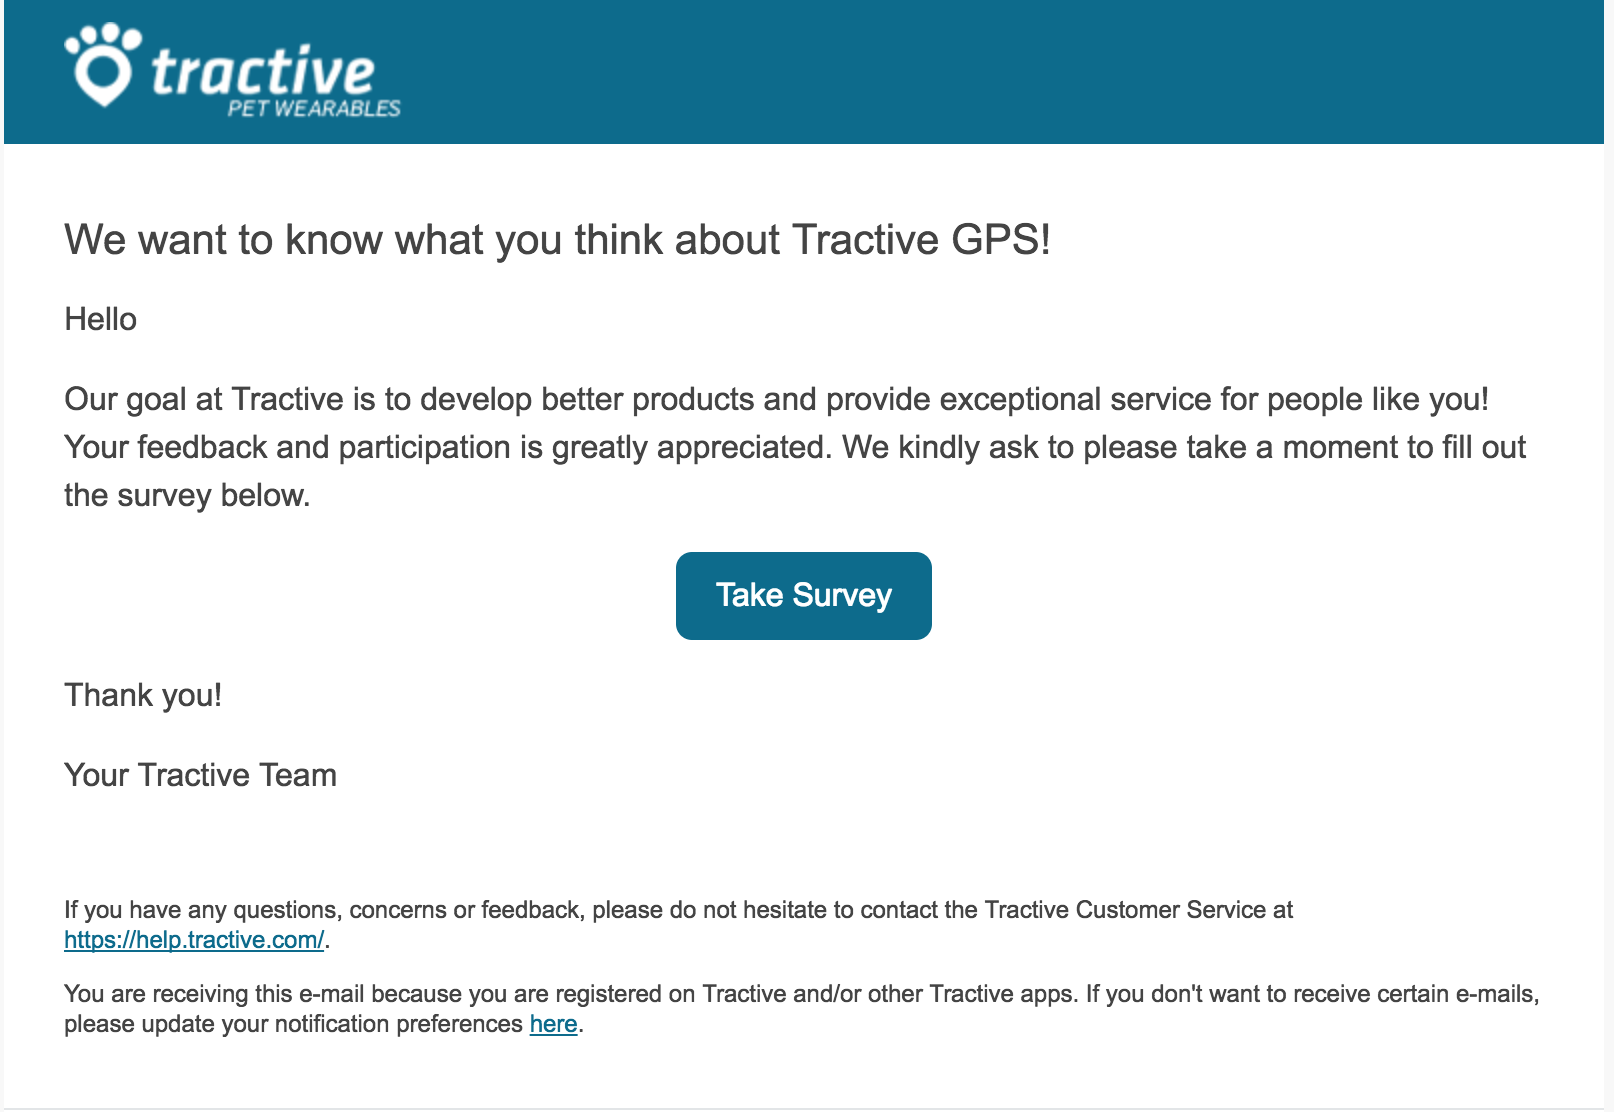 tractive
PET WEARABLES
We want to know what you think about Tractive GPS!
Hello
Our goal at Tractive is to develop better products and provide exceptional service for people like you!
Your feedback and participation is greatly appreciated. We kindly ask to please take a moment to fill out
the survey below.
Take Survey
Thank you!
Your Tractive Team
If you have any questions, concerns or feedback, please do not hesitate to contact the Tractive Customer Service at
https://help.tractive.com/.
You are receiving this e-mail because you are registered on Tractive and/or other Tractive apps. If you don't want to receive certain e-mails,
please update your notification preferences here.